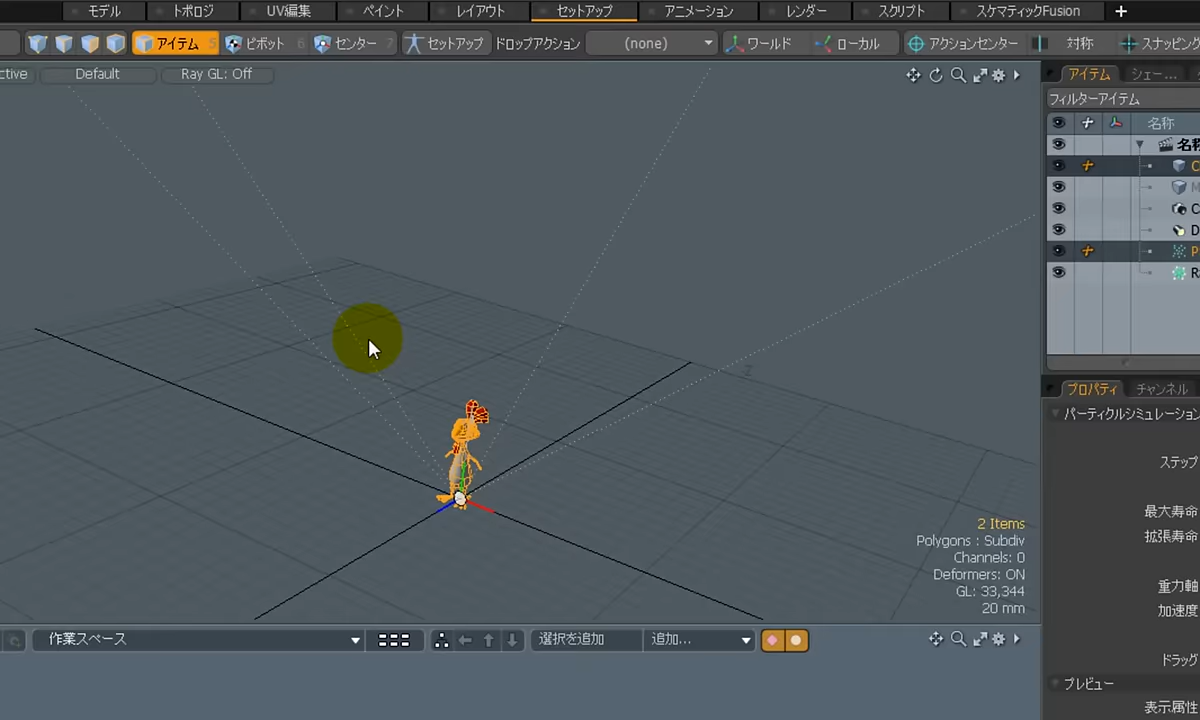 モデル トポロジ UV編集 ペイント レイアウト セットアップ アニメーション レンダー スクリプト スケマティックFusion +
アイテム 5 ピボット 6 センター 7 セットアップ ドロップアクション (none) ワールド ローカル アクションセンター 対称 スナッピング
ctive Default Ray GL: Off
アイテム シェー...
フィルターアイテム
名称
名称
C
M
C
D
P
R
Z
プロパティ チャンネル
パーティクルシミュレーション
ステップ
最大寿命
拡張寿命
重力軸
加速度
ドラッグ
プレビュー
表示属性
2 Items
Polygons : Subdiv
Channels: 0
Deformers: ON
GL: 33,344
20 mm
作業スペース 選択を追加 追加...